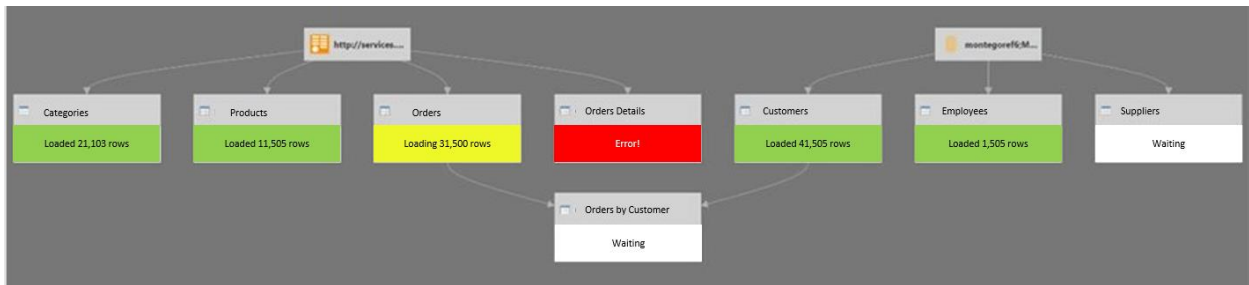 http://services....
montegoref6;M...
Categories
Products
Orders
Orders Details
Customers
Employees
Suppliers
Loaded 21,103 rows
Loaded 11,505 rows
Loading 31,500 rows
Error!
Loaded 41,505 rows
Loaded 1,505 rows
Waiting
Orders by Customer
Waiting